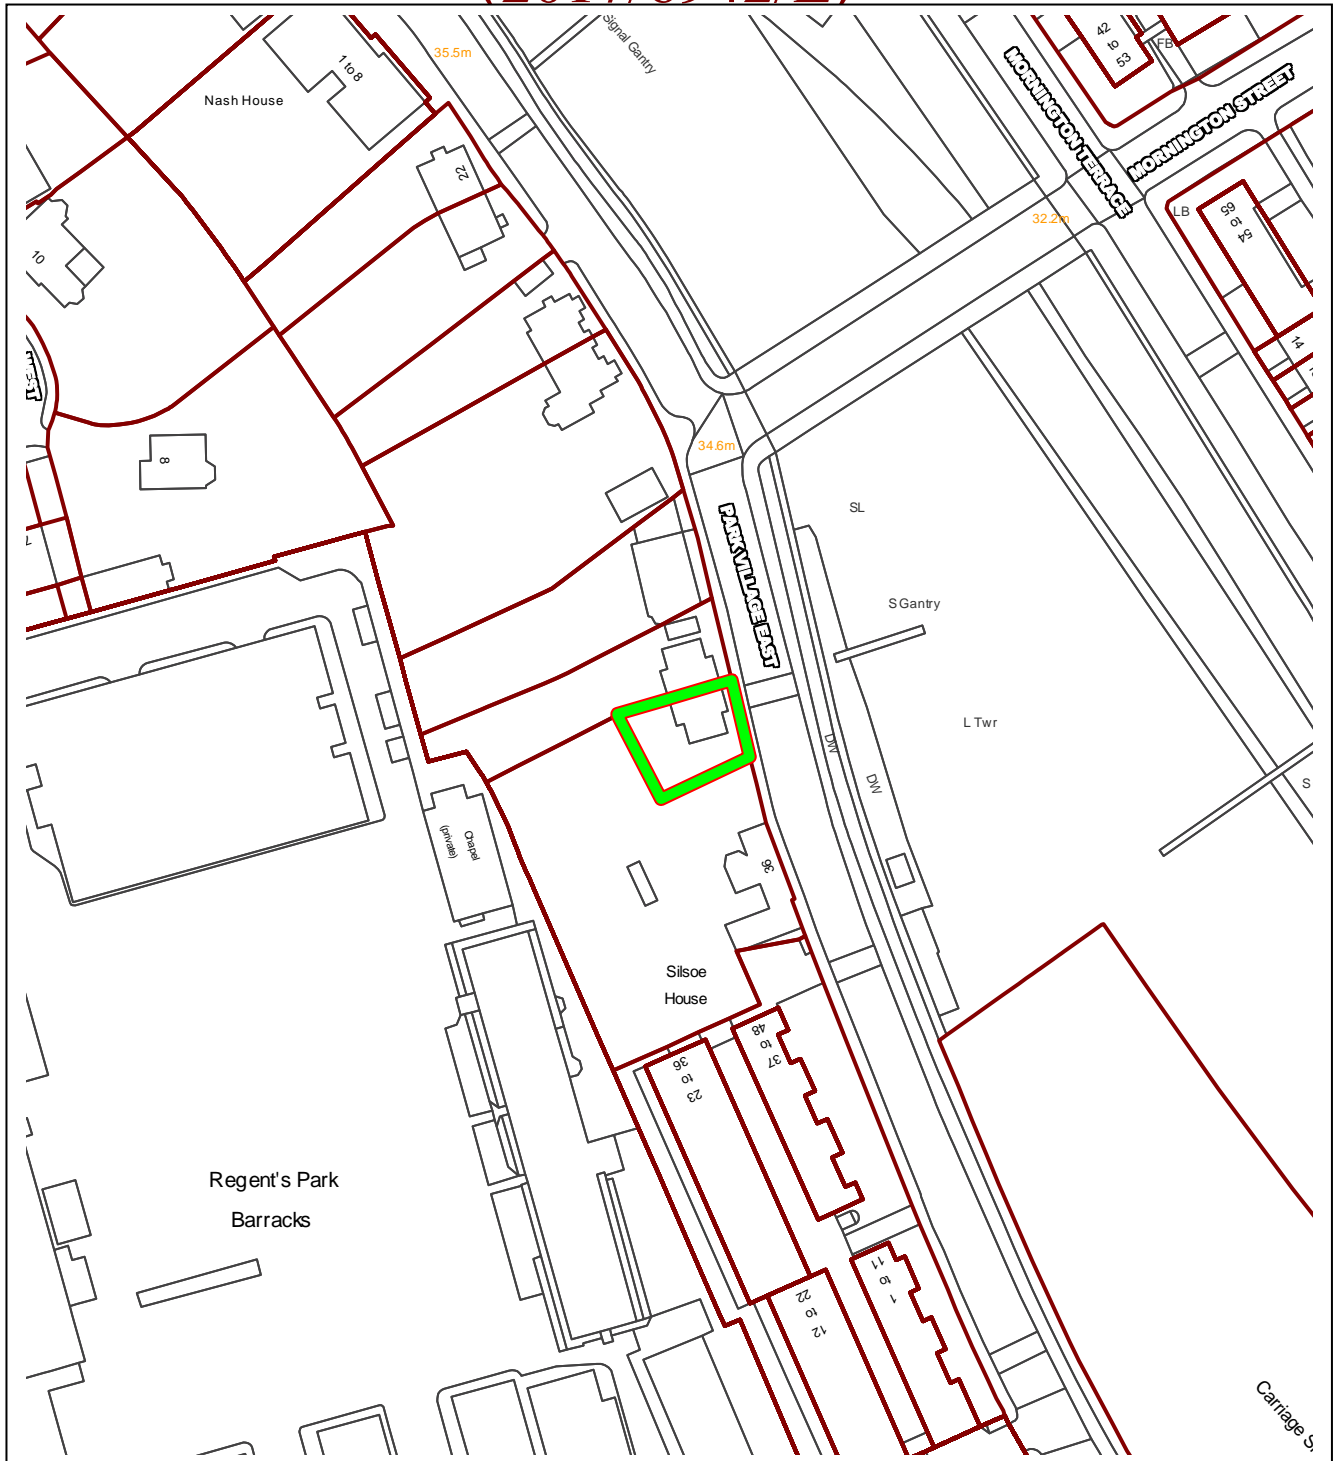 35.5m
Signal Gantry
1 to 8
Nash House
42
to
53
FB
MORNINGTON TERRACE
MORNINGTON STREET
22
LB
65
to
54
32.2m
10
14
34.6m
8
SL
PARK VILLAGE EAST
7
S Gantry
L Twr
DW
DW
S
Chapel
(private)
36
Silsoe
House
48
to
37
36
to
23
Regent's Park
Barracks
11
to
1
22
to
12